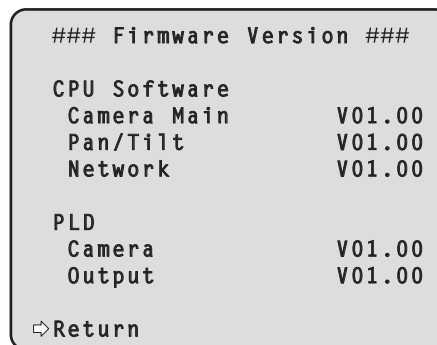 ### Firmware Version ###
CPU Software
Camera Main V01.00
Pan/Tilt V01.00
Network V01.00
PLD
Camera V01.00
Output V01.00
⇨Return